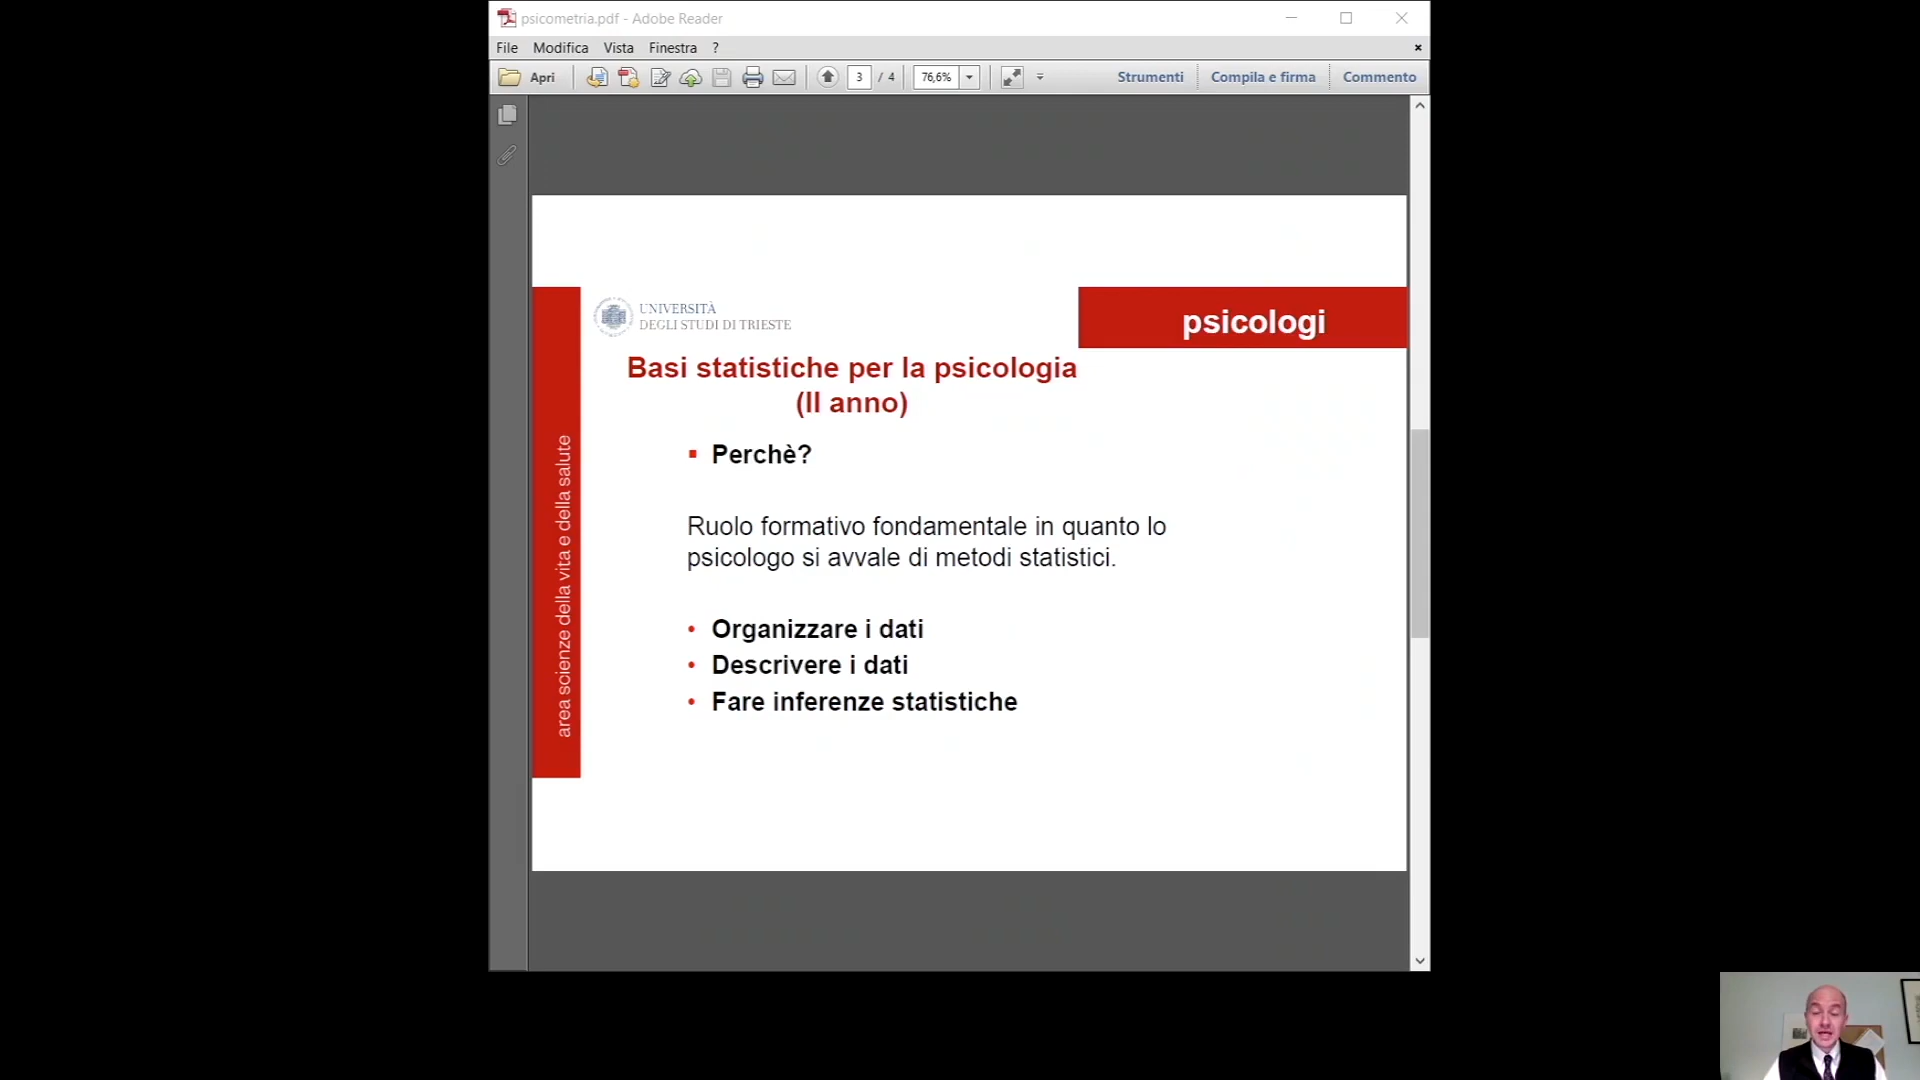 psicometria.pdf - Adobe Reader
File Modifica Vista Finestra ?
Apri 3 / 4 76,6% Strumenti Compila e firma Commento
UNIVERSITÀ
DEGLI STUDI DI TRIESTE
psicologi
Basi statistiche per la psicologia
(II anno)
Perchè?
Ruolo formativo fondamentale in quanto lo
psicologo si avvale di metodi statistici.
Organizzare i dati
Descrivere i dati
Fare inferenze statistiche
area scienze della vita e della salute